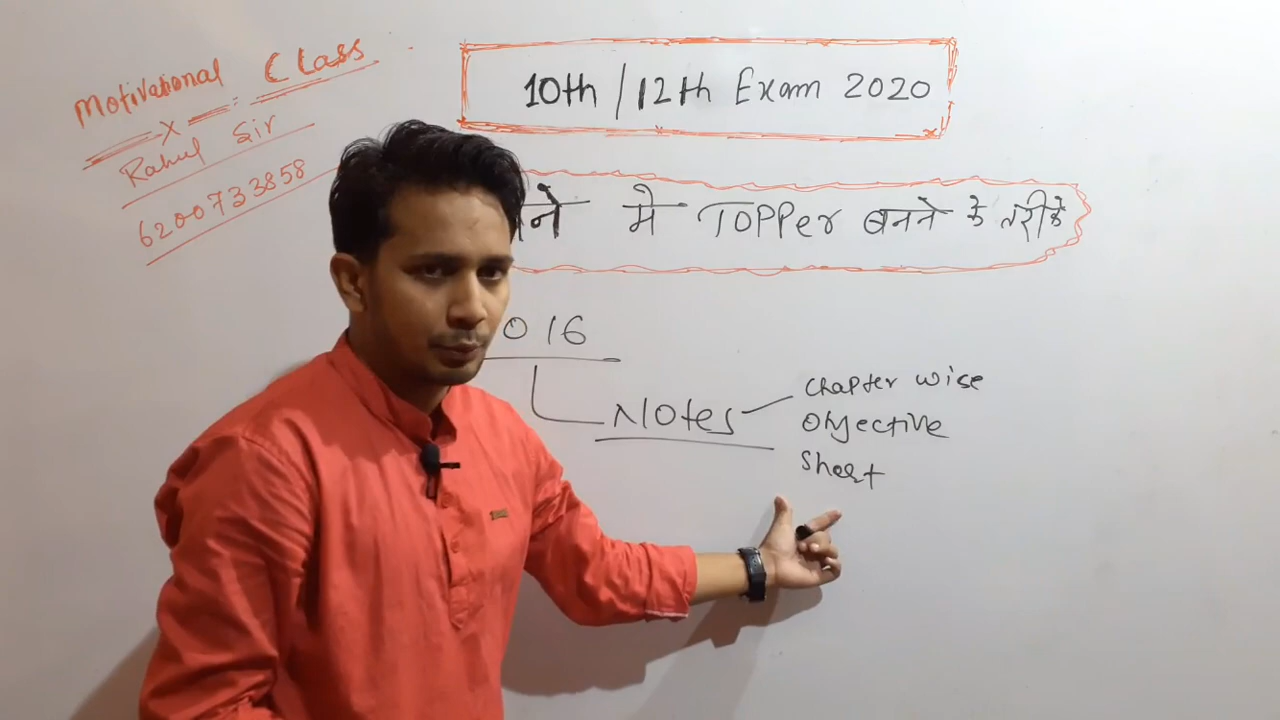 Motivational Class
X
Rahul Sir
6200733858
10th / 12th Exam 2020
ने मे TOPPer बनने के तरीके
016
Notes
Chapter wise
Objective
Sheet